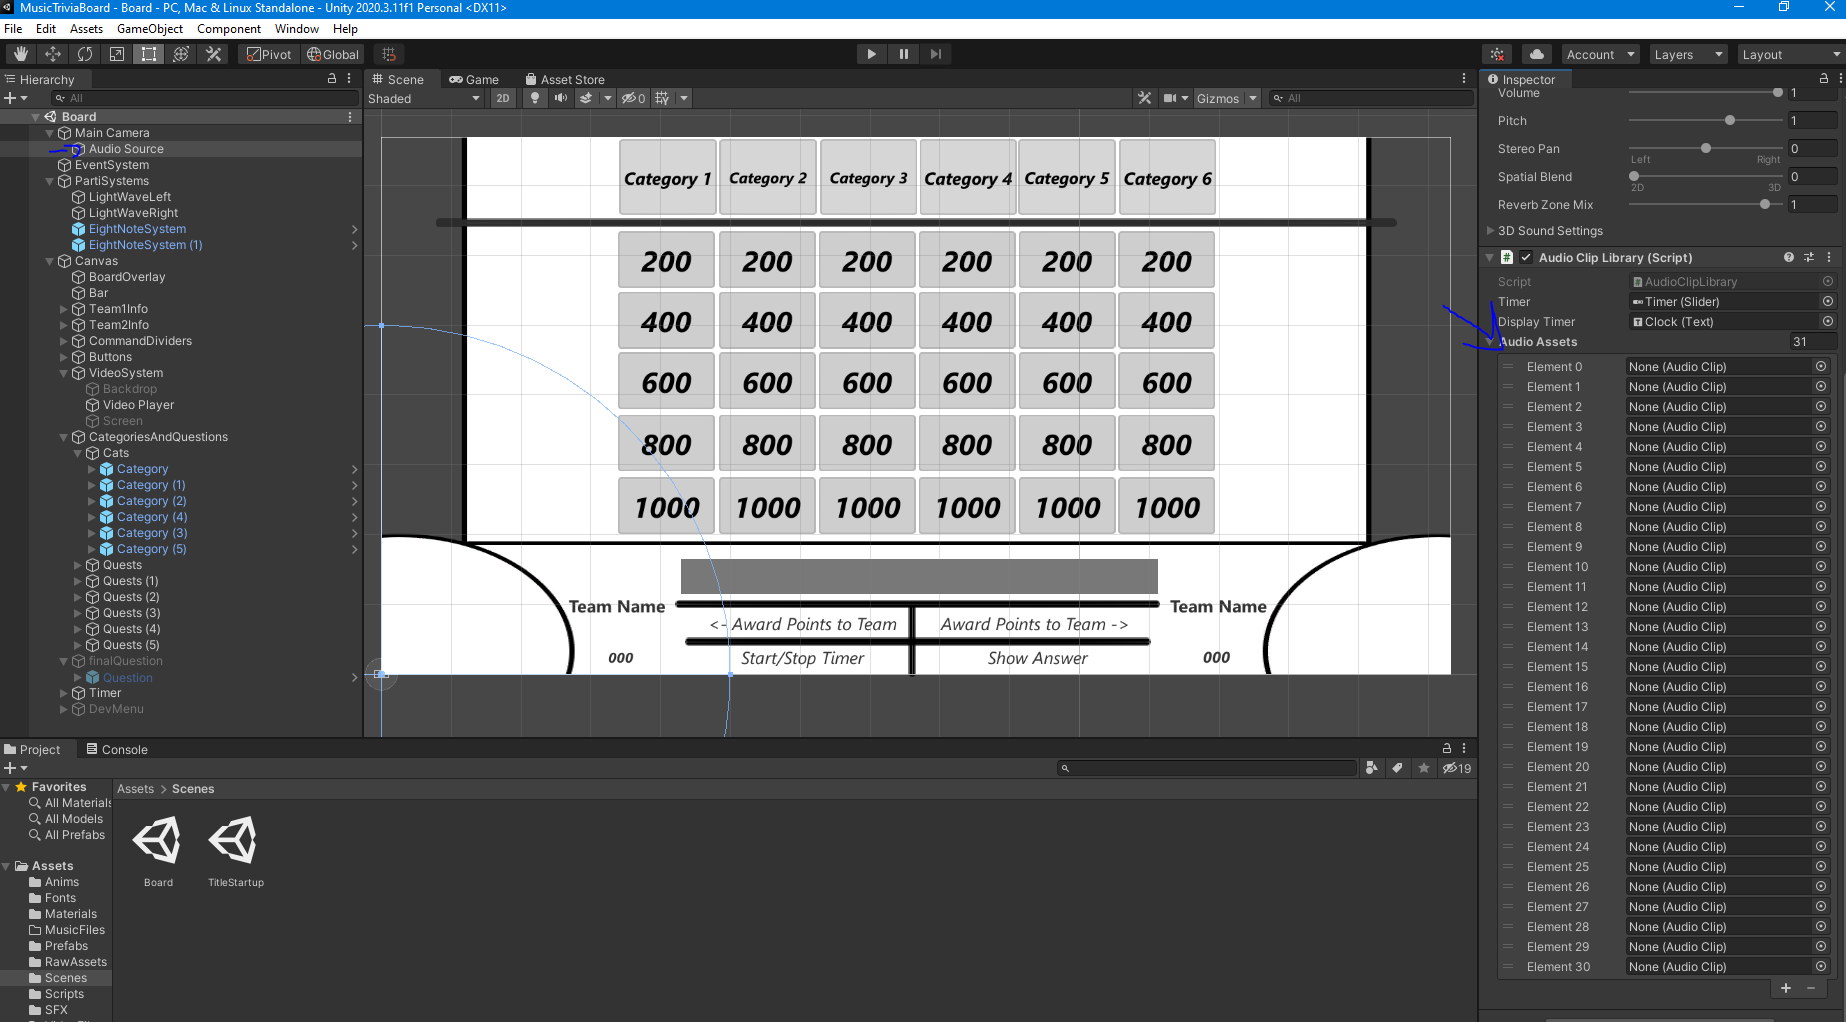 MusicTriviaBoard - Board - PC, Mac & Linux Standalone - Unity 2020.3.11f1 Personal <DX11>
File Edit Assets GameObject Component Window Help
Pivot Global Account Layers Layout
Hierarchy
All
Board
Main Camera
Audio Source
EventSystem
PartiSystems
LightWaveLeft
LightWaveRight
EightNoteSystem
EightNoteSystem (1)
Canvas
BoardOverlay
Bar
Team1Info
Team2Info
CommandDividers
Buttons
VideoSystem
Backdrop
Video Player
Screen
CategoriesAndQuestions
Cats
Category
Category (1)
Category (2)
Category (4)
Category (3)
Category (5)
Quests
Quests (1)
Quests (2)
Quests (3)
Quests (4)
Quests (5)
finalQuestion
Question
Timer
DevMenu
Scene Game Asset Store
Shaded 2D 0 Gizmos All
Category 1 Category 2 Category 3 Category 4 Category 5 Category 6
200 200 200 200 200 200
400 400 400 400 400 400
600 600 600 600 600 600
800 800 800 800 800 800
1000 1000 1000 1000 1000 1000
Team Name Team Name
<- Award Points to Team Award Points to Team ->
000 Start/Stop Timer Show Answer 000
Inspector
Volume 1
Pitch 1
Stereo Pan 0
Left Right
Spatial Blend 0
2D 3D
Reverb Zone Mix 1
3D Sound Settings
# Audio Clip Library (Script)
Script AudioClipLibrary
Timer Timer (Slider)
Display Timer Clock (Text)
Audio Assets 31
Element 0 None (Audio Clip)
Element 1 None (Audio Clip)
Element 2 None (Audio Clip)
Element 3 None (Audio Clip)
Element 4 None (Audio Clip)
Element 5 None (Audio Clip)
Element 6 None (Audio Clip)
Element 7 None (Audio Clip)
Element 8 None (Audio Clip)
Element 9 None (Audio Clip)
Element 10 None (Audio Clip)
Element 11 None (Audio Clip)
Element 12 None (Audio Clip)
Element 13 None (Audio Clip)
Element 14 None (Audio Clip)
Element 15 None (Audio Clip)
Element 16 None (Audio Clip)
Element 17 None (Audio Clip)
Element 18 None (Audio Clip)
Element 19 None (Audio Clip)
Element 20 None (Audio Clip)
Element 21 None (Audio Clip)
Element 22 None (Audio Clip)
Element 23 None (Audio Clip)
Element 24 None (Audio Clip)
Element 25 None (Audio Clip)
Element 26 None (Audio Clip)
Element 27 None (Audio Clip)
Element 28 None (Audio Clip)
Element 29 None (Audio Clip)
Element 30 None (Audio Clip)
Project Console
19
Favorites
All Materials
All Models
All Prefabs
Assets
Anims
Fonts
Materials
MusicFiles
Prefabs
RawAssets
Scenes
Scripts
SFX
Assets > Scenes
Board TitleStartup